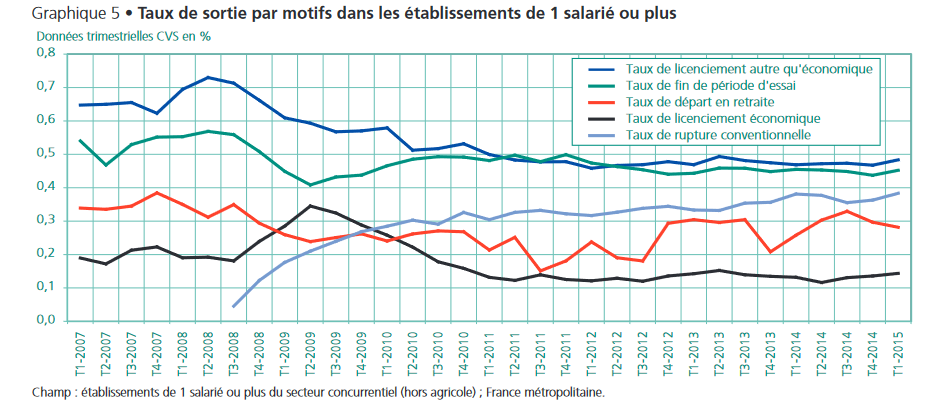 Graphique 5 • Taux de sortie par motifs dans les établissements de 1 salarié ou plus
Données trimestrielles CVS en %
0,8
0,7
0,6
0,5
0,4
0,3
0,2
0,1
0,0
Taux de licenciement autre qu'économique
Taux de fin de période d'essai
Taux de départ en retraite
Taux de licenciement économique
Taux de rupture conventionnelle
T1-2007
T2-2007
T3-2007
T4-2007
T1-2008
T2-2008
T3-2008
T4-2008
T1-2009
T2-2009
T3-2009
T4-2009
T1-2010
T2-2010
T3-2010
T4-2010
T1-2011
T2-2011
T3-2011
T4-2011
T1-2012
T2-2012
T3-2012
T4-2012
T1-2013
T2-2013
T3-2013
T4-2013
T1-2014
T2-2014
T3-2014
T4-2014
T1-2015
Champ : établissements de 1 salarié ou plus du secteur concurrentiel (hors agricole) ; France métropolitaine.